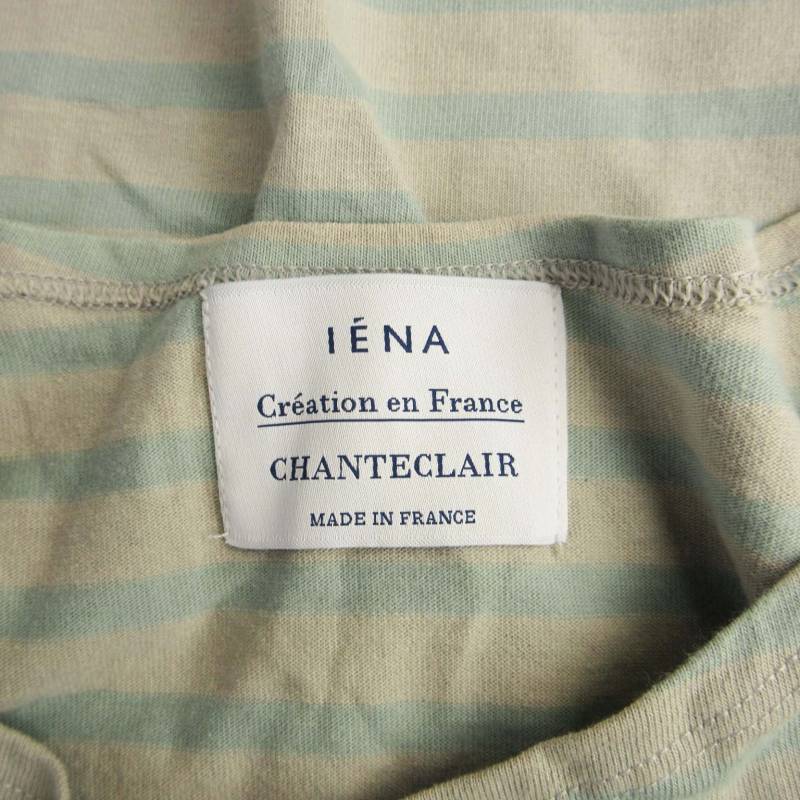 IÉNA
Création en France
CHANTECLAIR
MADE IN FRANCE